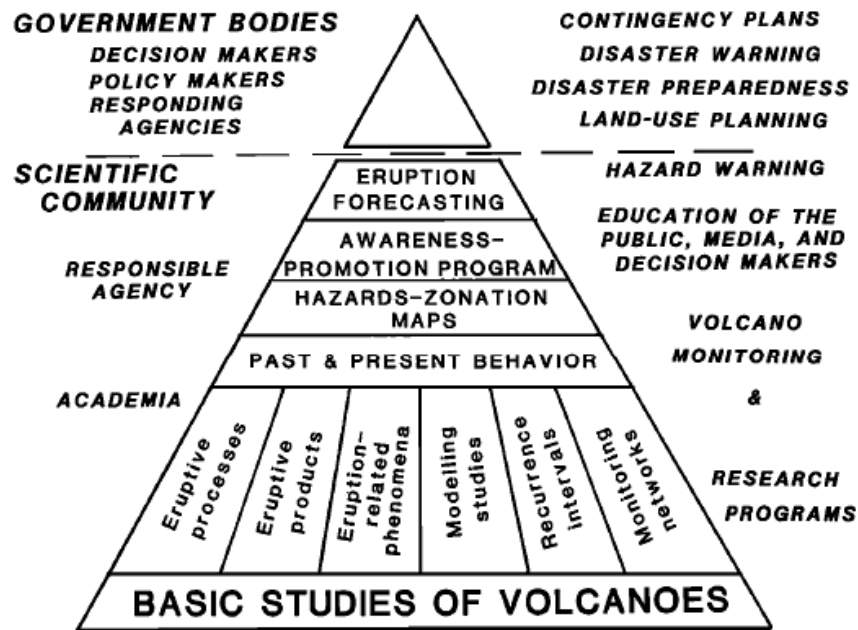 GOVERNMENT BODIES
DECISION MAKERS
POLICY MAKERS
RESPONDING
AGENCIES
CONTINGENCY PLANS
DISASTER WARNING
DISASTER PREPAREDNESS
LAND-USE PLANNING
SCIENTIFIC
COMMUNITY
RESPONSIBLE
AGENCY
ACADEMIA
ERUPTION
FORECASTING
AWARENESS-
PROMOTION PROGRAM
HAZARDS-ZONATION
MAPS
PAST & PRESENT BEHAVIOR
Eruptive
processes
Eruptive
products
Eruption-
related
phenomena
Modelling
studies
Recurrence
intervals
Monitoring
networks
BASIC STUDIES OF VOLCANOES
HAZARD WARNING
EDUCATION OF THE
PUBLIC, MEDIA, AND
DECISION MAKERS
VOLCANO
MONITORING
&
RESEARCH
PROGRAMS